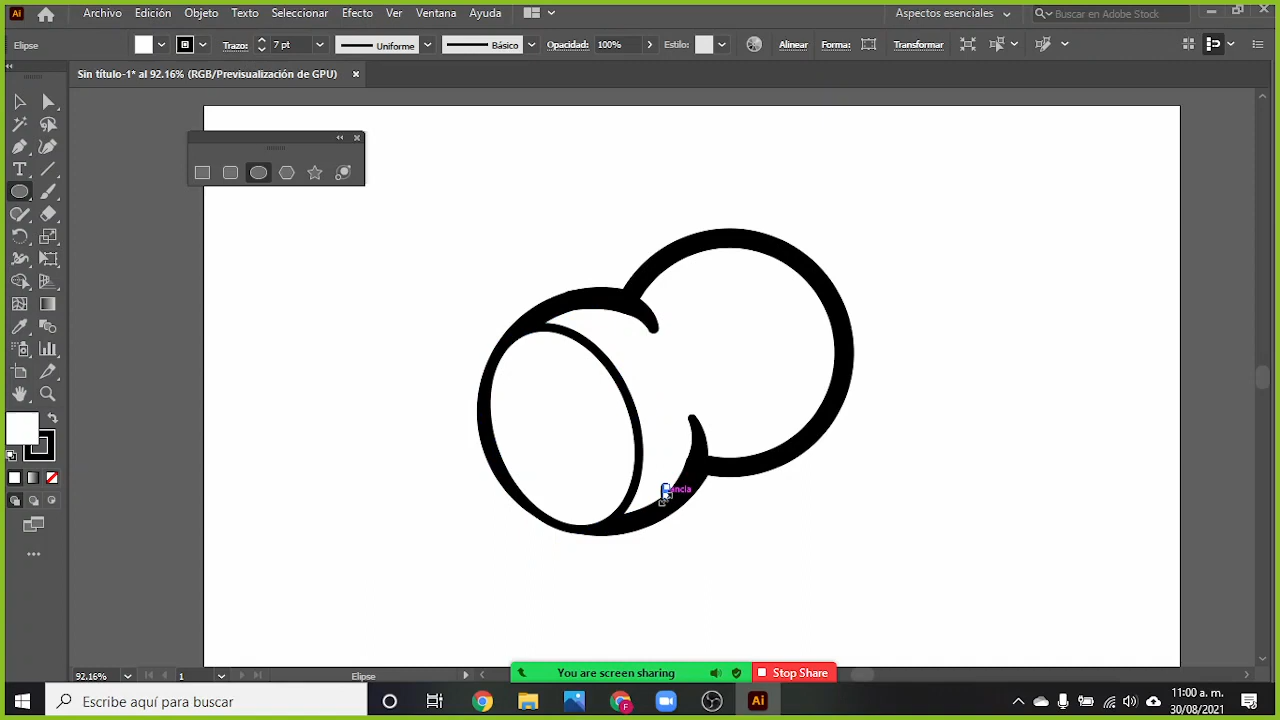 Ai Archivo Edición Objeto Texto Seleccionar Efecto Ver Ventana Ayuda Aspectos esenciales Buscar en Adobe Stock
Elipse Trazo: 7 pt Uniforme Básico Opacidad: 100% Estilo: Alinear Forma: Transformar
Sin título-1* al 92.16% (RGB/Previsualización de GPU)
92.16% 1 Elipse
You are screen sharing Stop Share
Escribe aquí para buscar F Ai 11:00 a. m.
30/08/2021